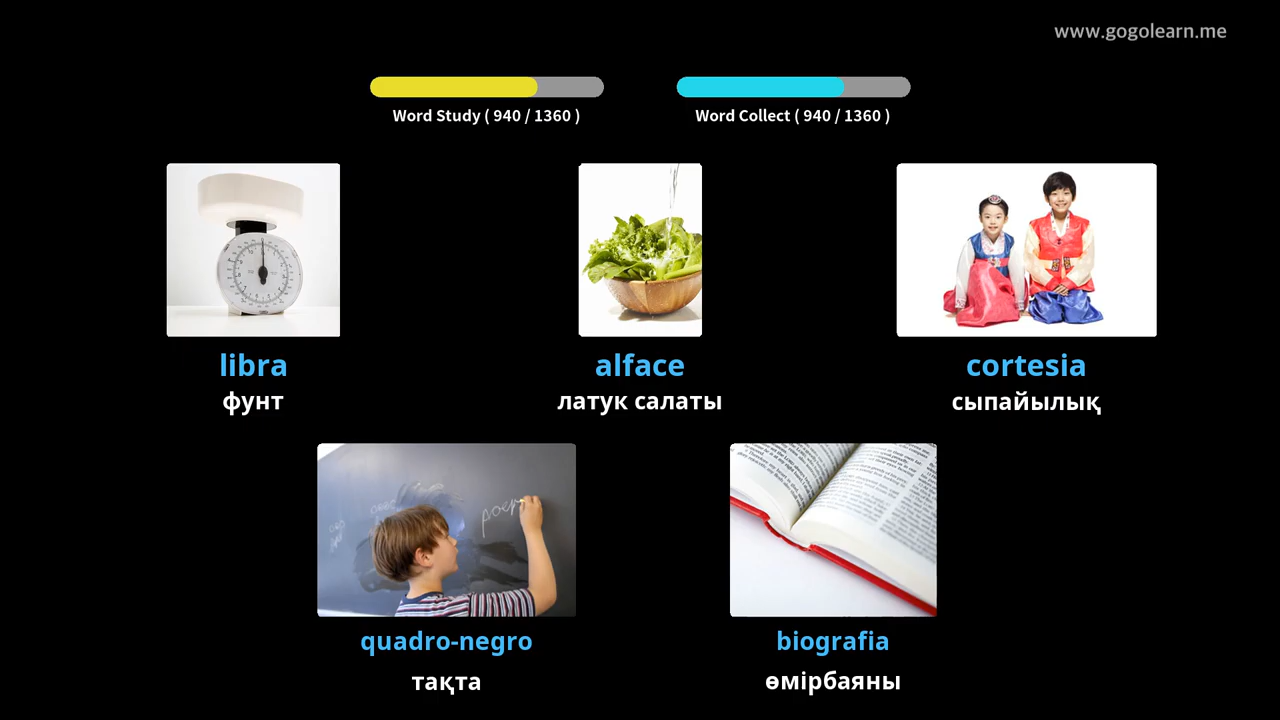 www.gogolearn.me
Word Study ( 940 / 1360 )
Word Collect ( 940 / 1360 )
libra
фунт
alface
латук салаты
cortesia
сыпайылық
quadro-negro
тақта
biografia
өмірбаяны